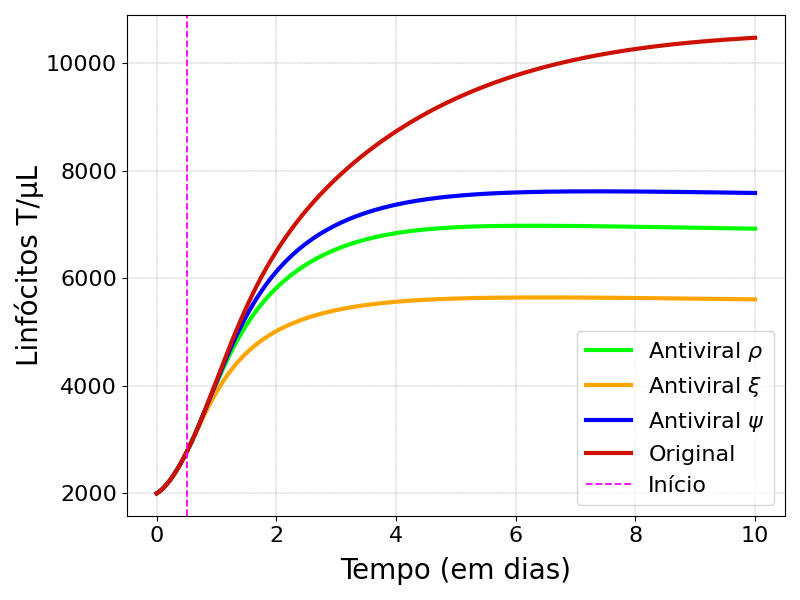 Linfócitos T/μL
10000
8000
6000
4000
2000
0 2 4 6 8 10
Tempo (em dias)
Antiviral ρ
Antiviral ξ
Antiviral ψ
Original
Início